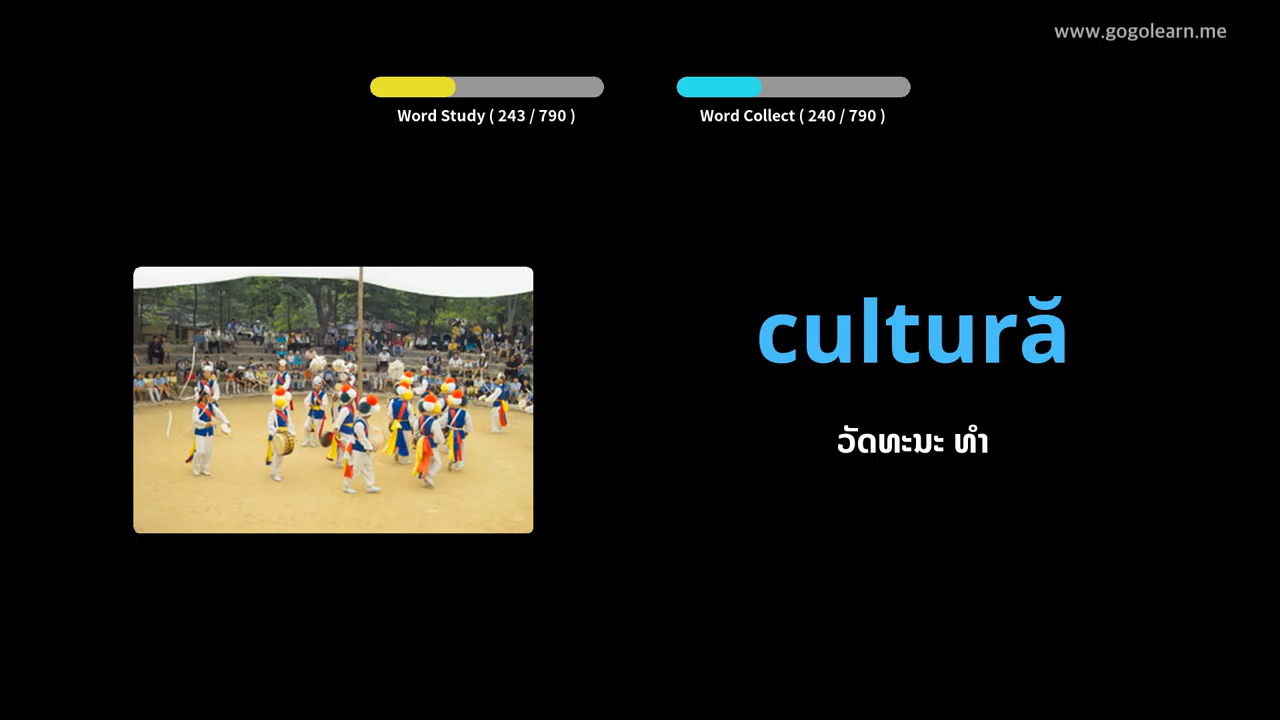 www.gogolearn.me
Word Study ( 243 / 790 )
Word Collect ( 240 / 790 )
cultură
ວັດທະນະ ທຳ